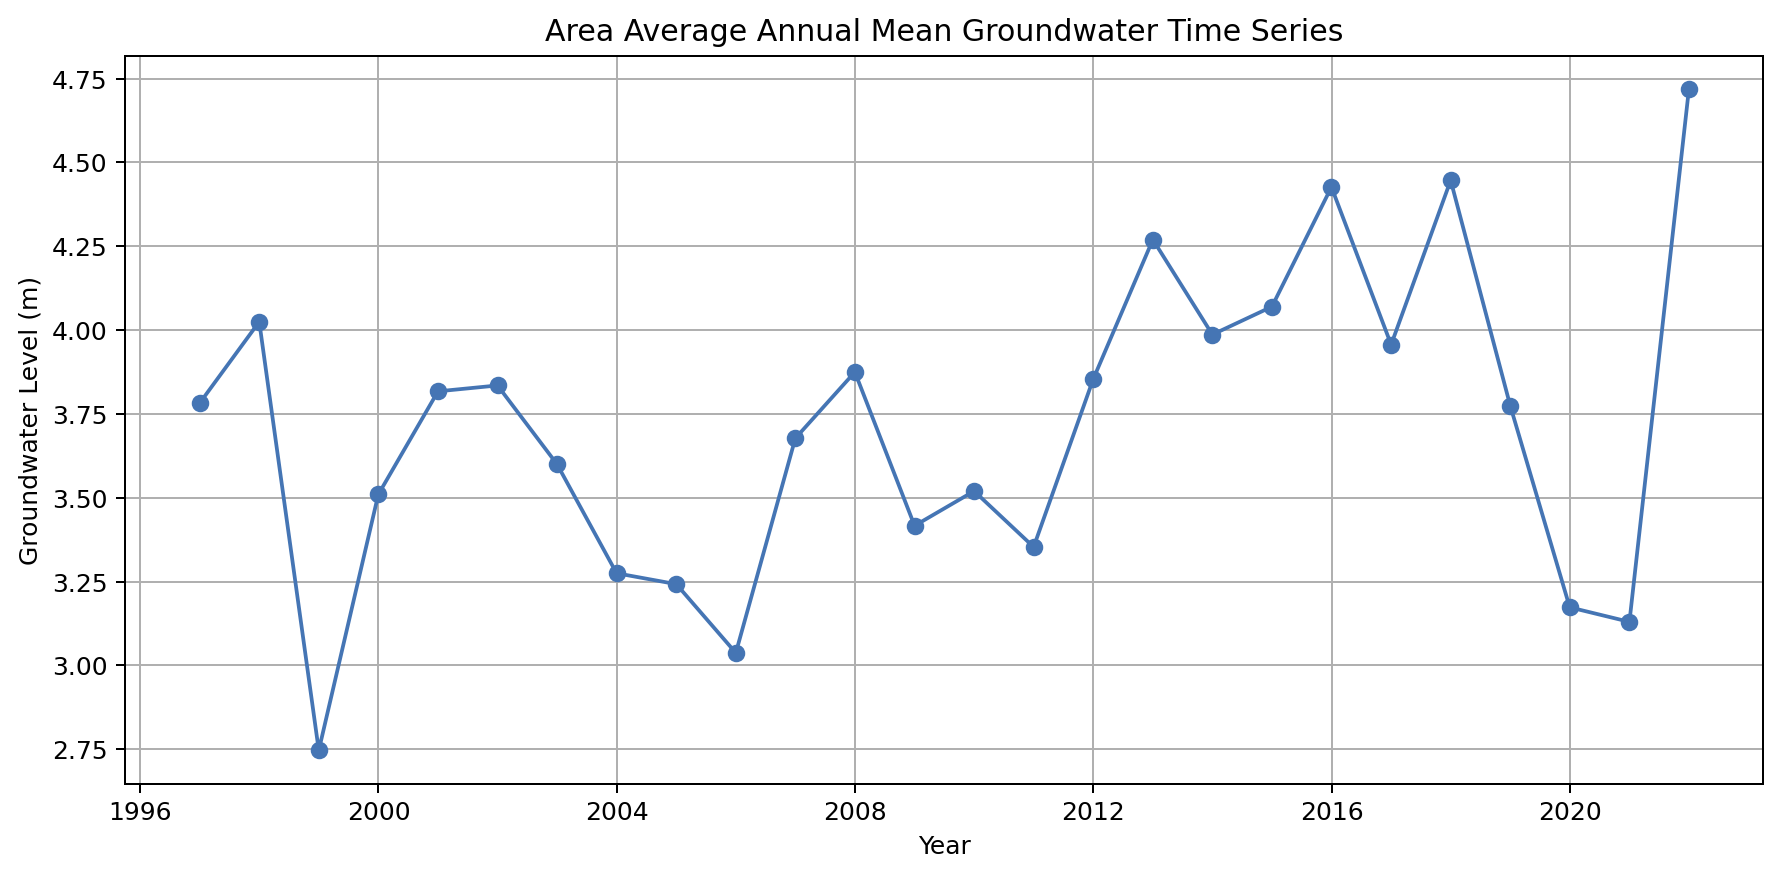 Area Average Annual Mean Groundwater Time Series
Groundwater Level (m)
4.75
4.50
4.25
4.00
3.75
3.50
3.25
3.00
2.75
1996 2000 2004 2008 2012 2016 2020
Year